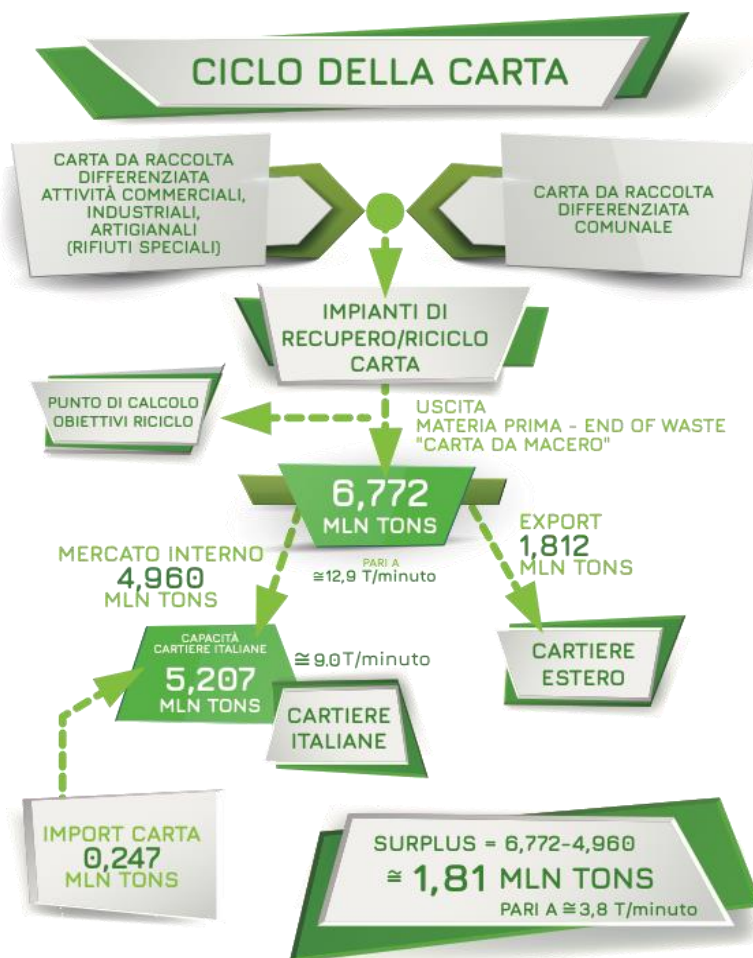 CICLO DELLA CARTA
CARTA DA RACCOLTA
DIFFERENZIATA
ATTIVITÀ COMMERCIALI,
INDUSTRIALI,
ARTIGIANALI
(RIFIUTI SPECIALI)
CARTA DA RACCOLTA
DIFFERENZIATA
COMUNALE
IMPIANTI DI
RECUPERO/RICICLO
CARTA
PUNTO DI CALCOLO
OBIETTIVI RICICLO
USCITA
MATERIA PRIMA - END OF WASTE
"CARTA DA MACERO"
6,772
MLN TONS
PARI A
≅12,9 T/minuto
MERCATO INTERNO
4,960
MLN TONS
EXPORT
1,812
MLN TONS
CAPACITÀ
CARTIERE ITALIANE
5,207
MLN TONS
≅ 9.0 T/minuto
CARTIERE
ITALIANE
CARTIERE
ESTERO
IMPORT CARTA
0,247
MLN TONS
SURPLUS = 6,772-4,960
≅ 1,81 MLN TONS
PARI A ≅ 3,8 T/minuto